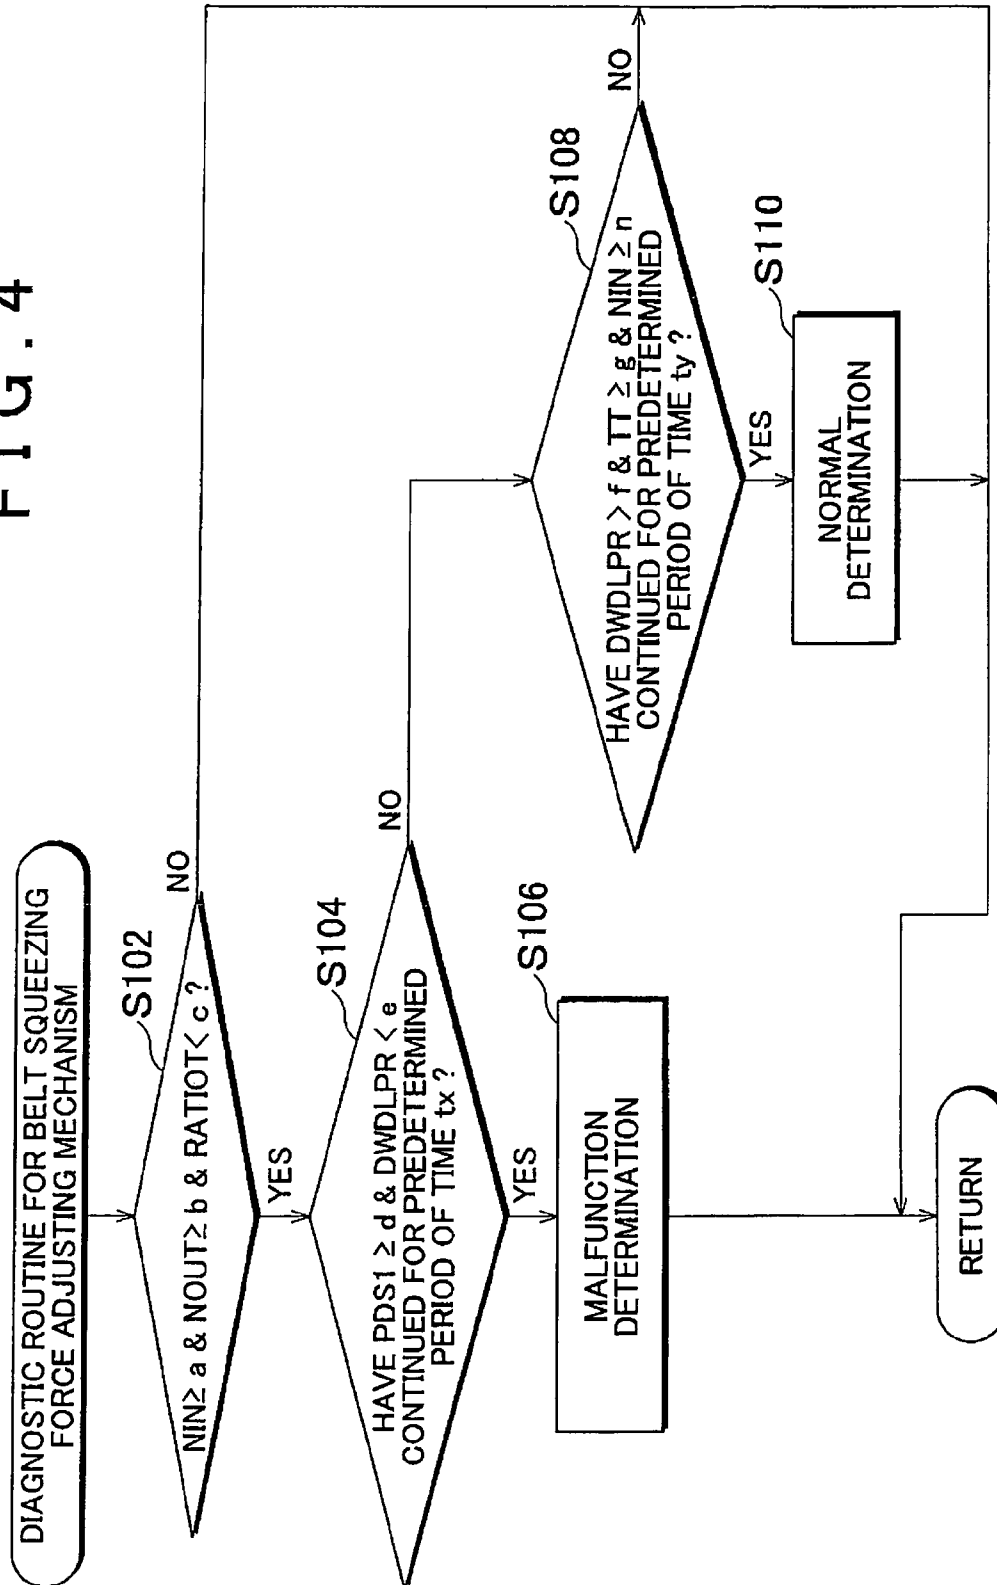 FIG. 4
DIAGNOSTIC ROUTINE FOR BELT SQUEEZING
FORCE ADJUSTING MECHANISM
S102
NIN≥ a & NOUT≥ b & RATIOT< c ?
NO
YES
S104
HAVE PDS1 ≥ d & DWDLPR < e
CONTINUED FOR PREDETERMINED
PERIOD OF TIME tx ?
NO
YES
S106
MALFUNCTION
DETERMINATION
S108
HAVE DWDLPR > f & TT ≥ g & NIN ≥ n
CONTINUED FOR PREDETERMINED
PERIOD OF TIME ty ?
NO
YES
S110
NORMAL
DETERMINATION
RETURN